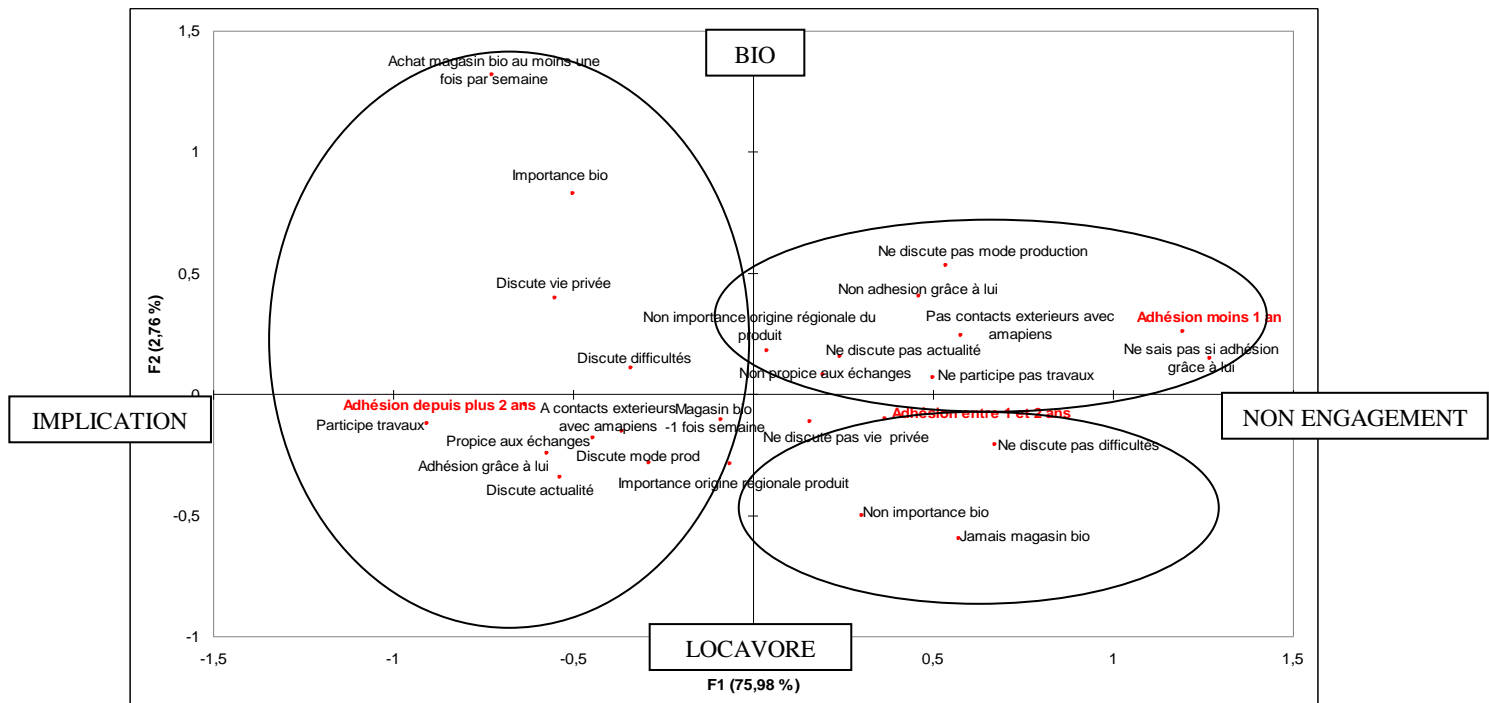 1,5
BIO
Achat magasin bio au moins une
fois par semaine
1
Importance bio
Ne discute pas mode production
0,5
Discute vie privée
Non adhesion grâce à lui
Non importance origine régionale du
produit
Pas contacts exterieurs avec
amapiens
Adhésion moins 1 an
F2 (2,76 %)
Discute difficultés
Ne discute pas actualité
Ne sais pas si adhésion
grâce à lui
Non propice aux échanges
Ne participe pas travaux
0
IMPLICATION
Adhésion depuis plus 2 ans
A contacts exterieurs
avec amapiens
Magasin bio
-1 fois semaine
Adhésion entre 1 et 2 ans
NON ENGAGEMENT
Participe travaux
Ne discute pas vie privée
Propice aux échanges
Ne discute pas difficultés
Discute mode prod
Adhésion grâce à lui
Importance origine régionale produit
Discute actualité
-0,5
Non importance bio
Jamais magasin bio
-1
LOCAVORE
-1,5
-1
-0,5
0,5
1
1,5
F1 (75,98 %)